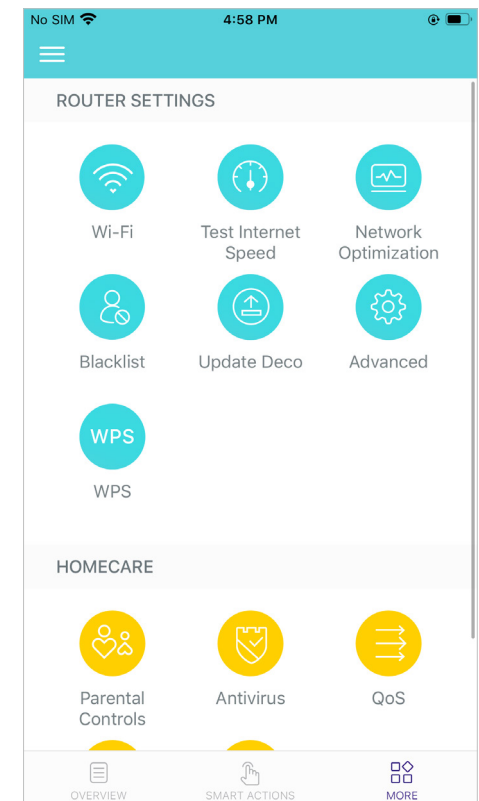 No SIM 4:58 PM
ROUTER SETTINGS
Wi-Fi Test Internet Network
Speed Optimization
Blacklist Update Deco Advanced
WPS
WPS
HOMECARE
Parental Antivirus QoS
Controls
OVERVIEW SMART ACTIONS MORE